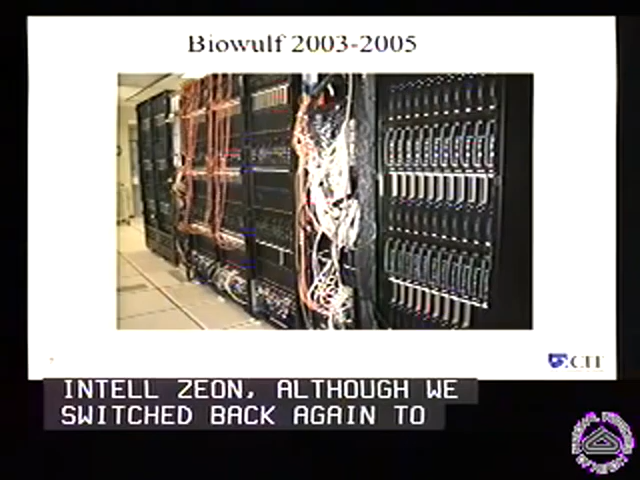 Biowulf 2003-2005
CIT
INTELL ZEON, ALTHOUGH WE
SWITCHED BACK AGAIN TO